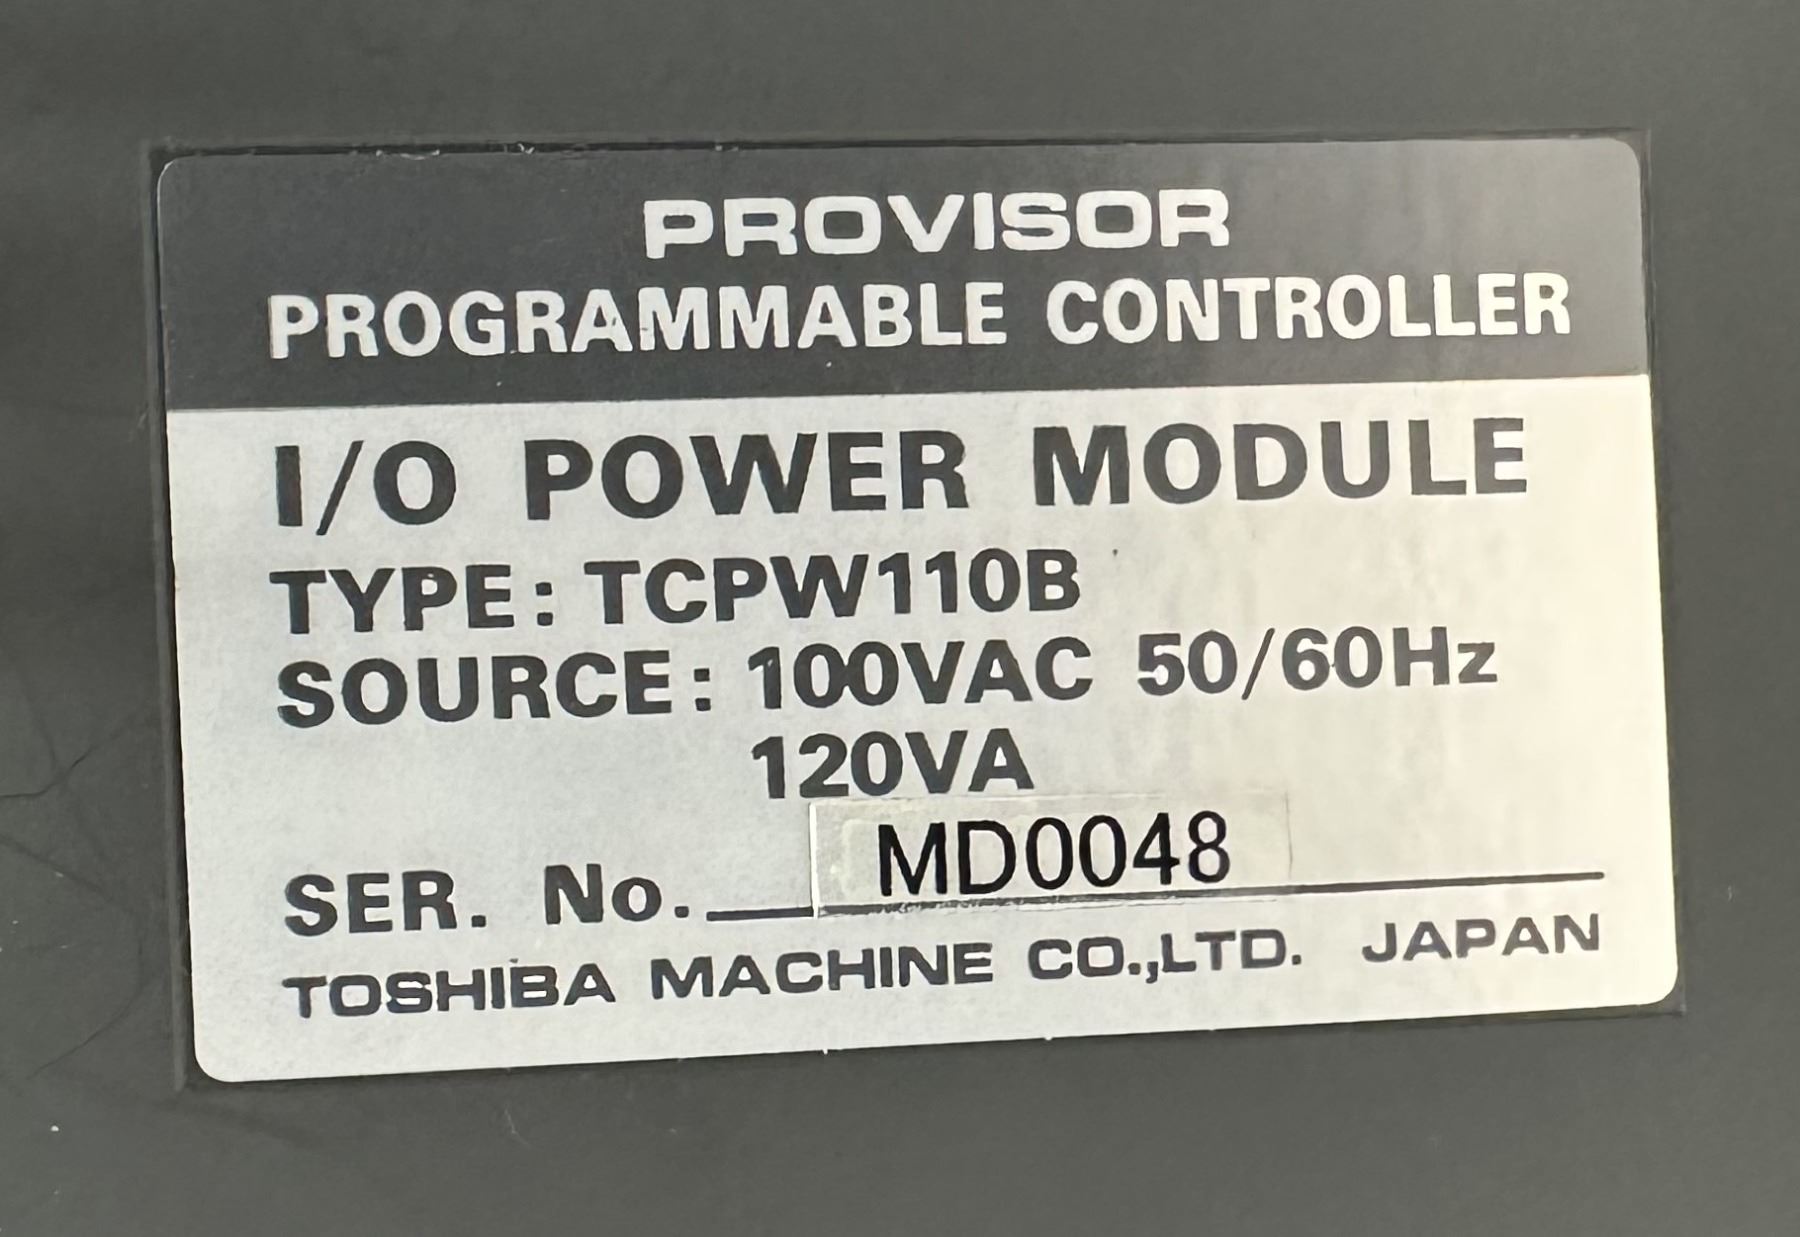 PROVISOR
PROGRAMMABLE CONTROLLER
I/O POWER MODULE
TYPE: TCPW110B
SOURCE: 100VAC 50/60Hz
120VA
SER. No. MD0048
TOSHIBA MACHINE CO.,LTD. JAPAN